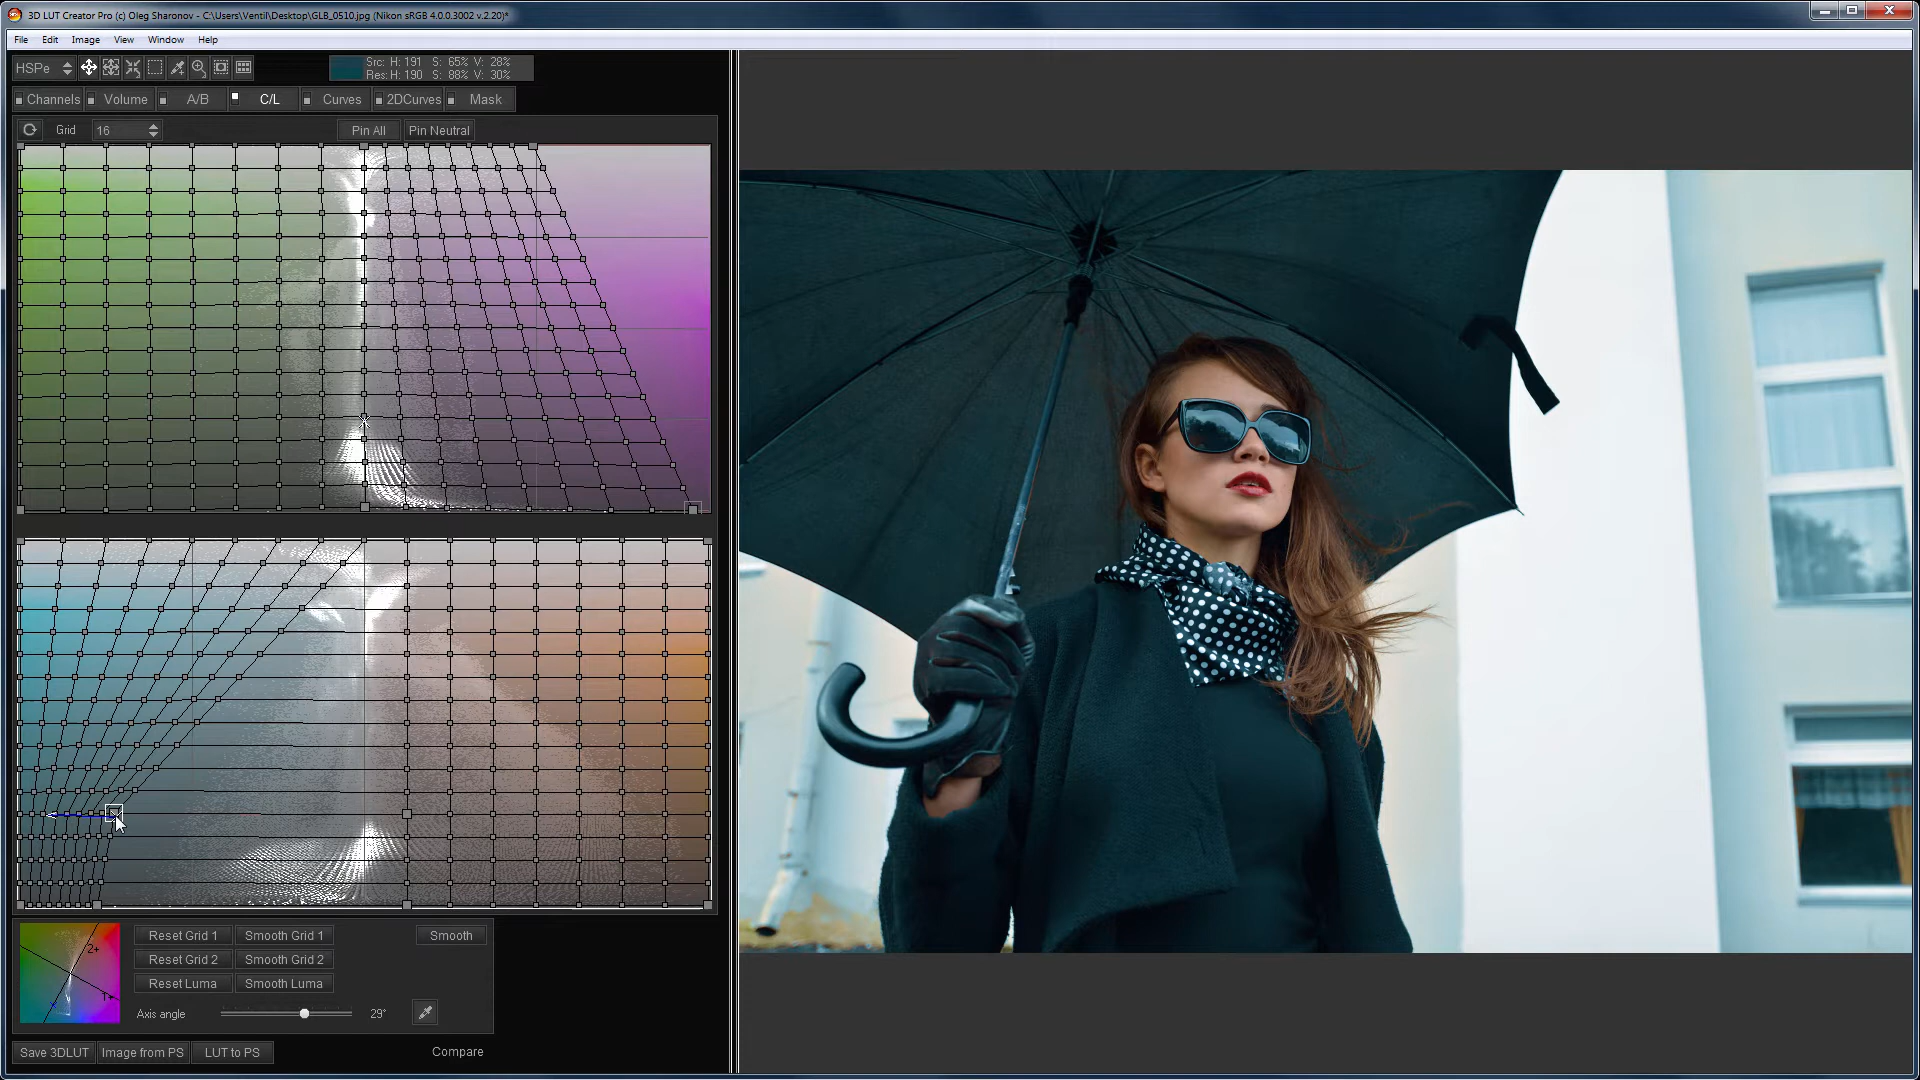 3D LUT Creator Pro (c) Oleg Sharonov - C:\Users\Ventil\Desktop\GLB_0510.jpg (Nikon sRGB 4.0.0.3002 v.2.20)*
File Edit Image View Window Help
HSPe
Src: H: 191 S: 65% V: 28%
Res: H: 190 S: 88% V: 30%
Channels Volume A/B C/L Curves 2DCurves Mask
Grid 16 Pin All Pin Neutral
2+
1+
Reset Grid 1 Smooth Grid 1 Smooth
Reset Grid 2 Smooth Grid 2
Reset Luma Smooth Luma
Axis angle 29°
Save 3DLUT Image from PS LUT to PS Compare